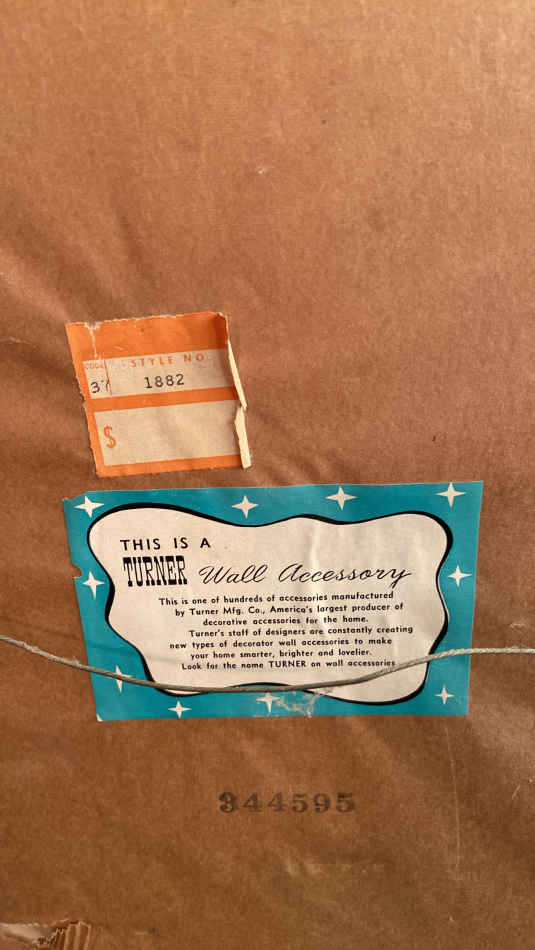 CODE STYLE NO.
37 1882
$
THIS IS A
TURNER Wall Accessory
This is one of hundreds of accessories manufactured
by Turner Mfg. Co., America's largest producer of
decorative accessories for the home.
Turner's staff of designers are constantly creating
new types of decorator wall accessories to make
your home smarter, brighter and lovelier.
Look for the name TURNER on wall accessories
344595